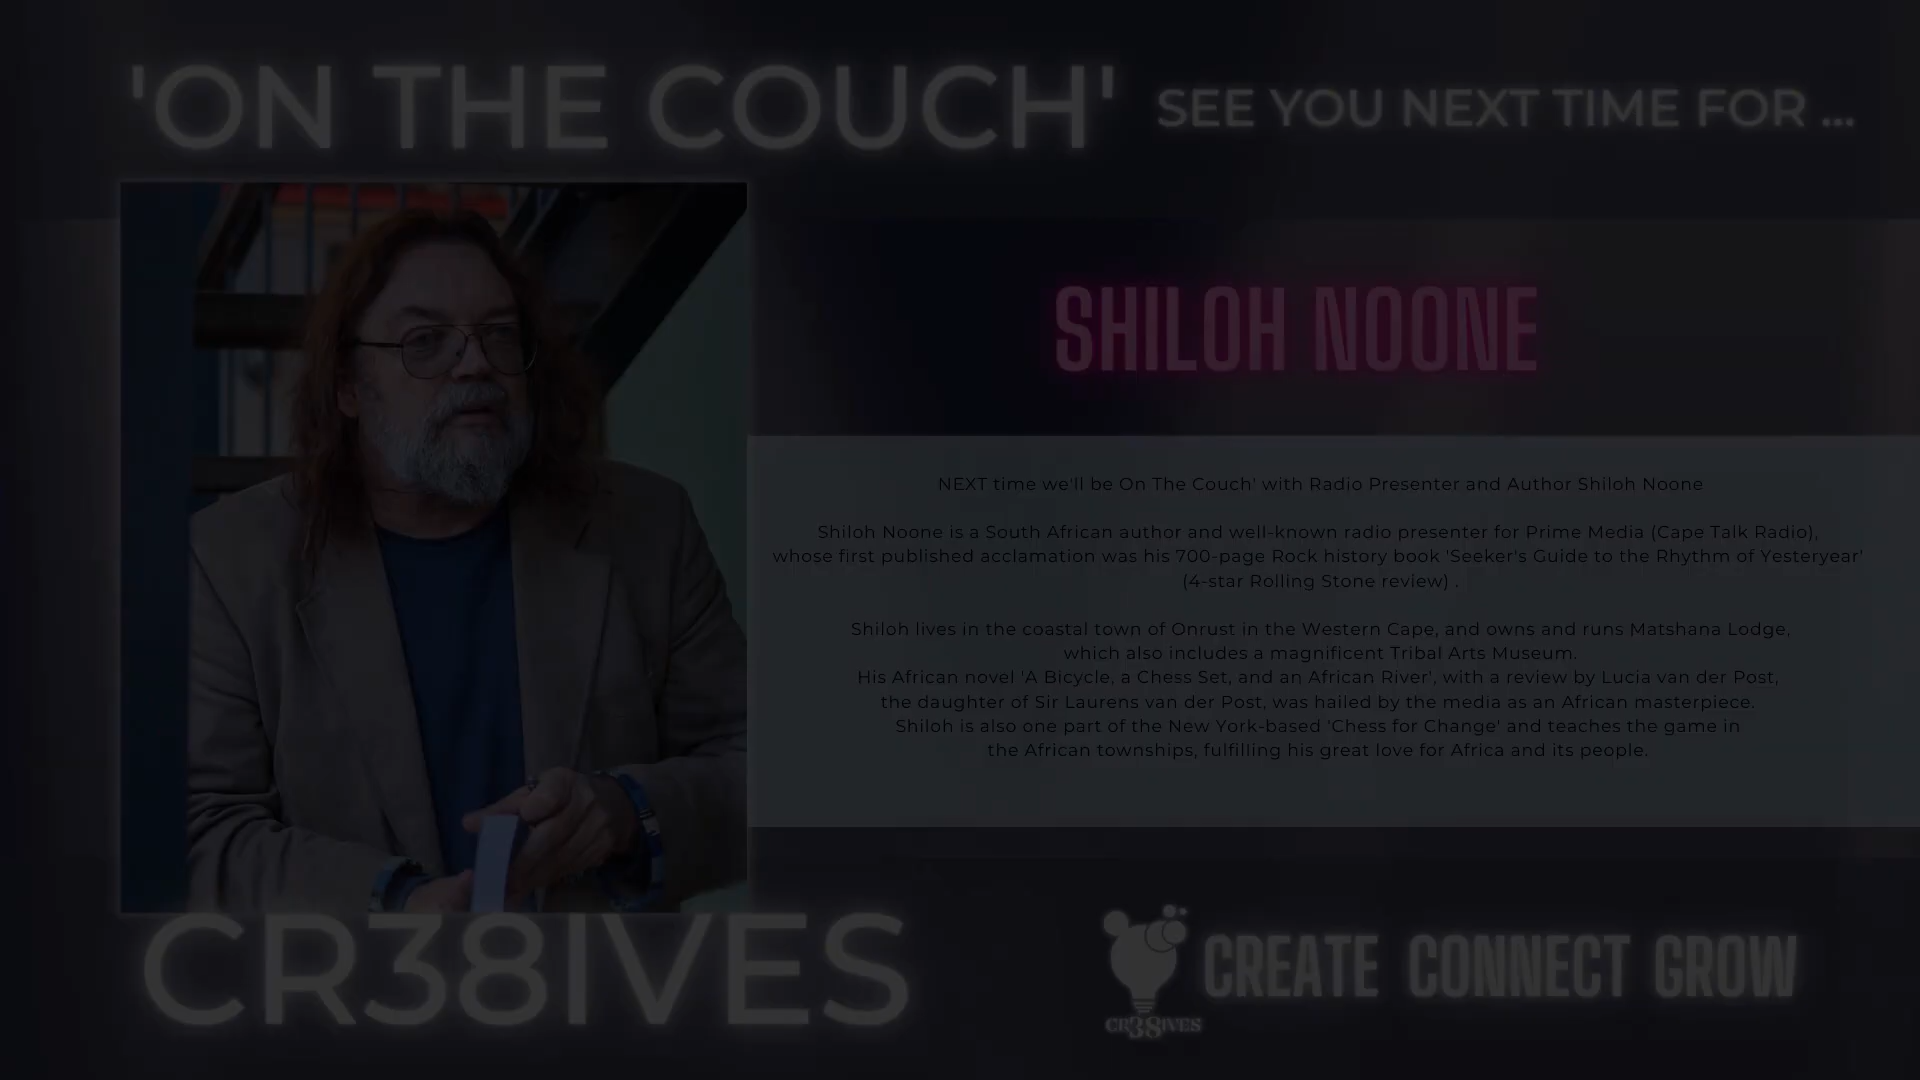 'ON THE COUCH' SEE YOU NEXT TIME FOR ...
SHILOH NOONE
NEXT time we'll be On The Couch' with Radio Presenter and Author Shiloh Noone
Shiloh Noone is a South African author and well-known radio presenter for Prime Media (Cape Talk Radio),
whose first published acclamation was his 700-page Rock history book 'Seeker's Guide to the Rhythm of Yesteryear'
(4-star Rolling Stone review) .
Shiloh lives in the coastal town of Onrust in the Western Cape, and owns and runs Matshana Lodge,
which also includes a magnificent Tribal Arts Museum.
His African novel 'A Bicycle, a Chess Set, and an African River', with a review by Lucia van der Post,
the daughter of Sir Laurens van der Post, was hailed by the media as an African masterpiece.
Shiloh is also one part of the New York-based 'Chess for Change' and teaches the game in
the African townships, fulfilling his great love for Africa and its people.
CR38IVES
CREATE CONNECT GROW
CR38IVES